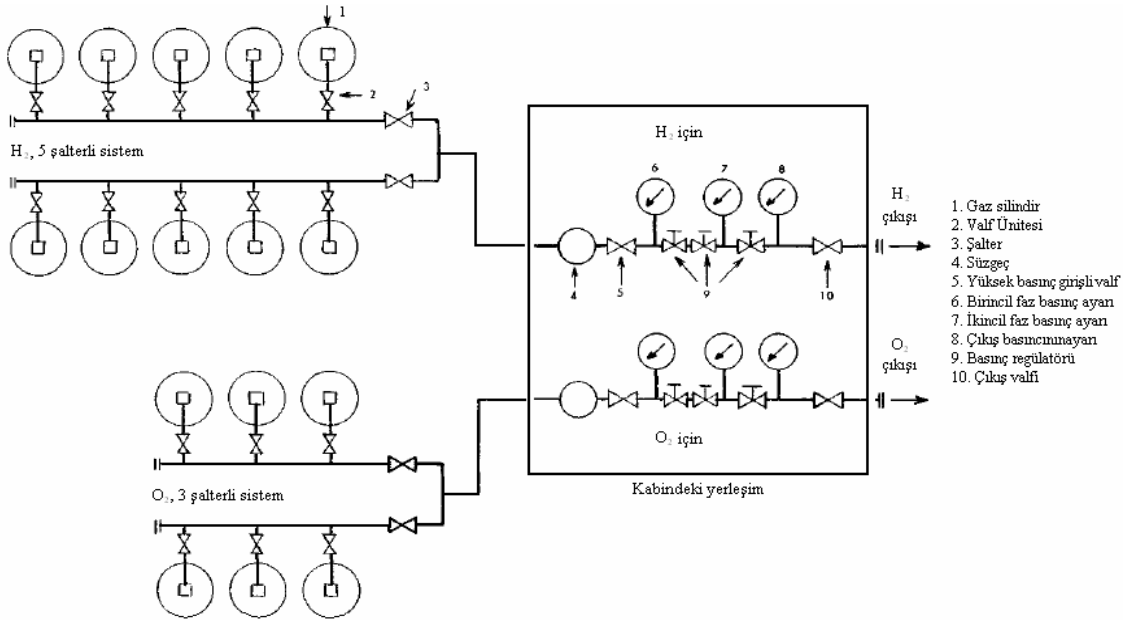 1
2
3
H₂, 5 şalterli sistem
H₂ için
6
7
8
4
5
9
10
H₂
çıkışı
O₂
çıkışı
O₂ için
Kabindeki yerleşim
O₂, 3 şalterli sistem
1. Gaz silindir
2. Valf Ünitesi
3. Şalter
4. Süzgeç
5. Yüksek basınç girişli valf
6. Birincil faz basınç ayarı
7. İkincil faz basınç ayarı
8. Çıkış basıncınınayarı
9. Basınç regülatörü
10. Çıkış valfi